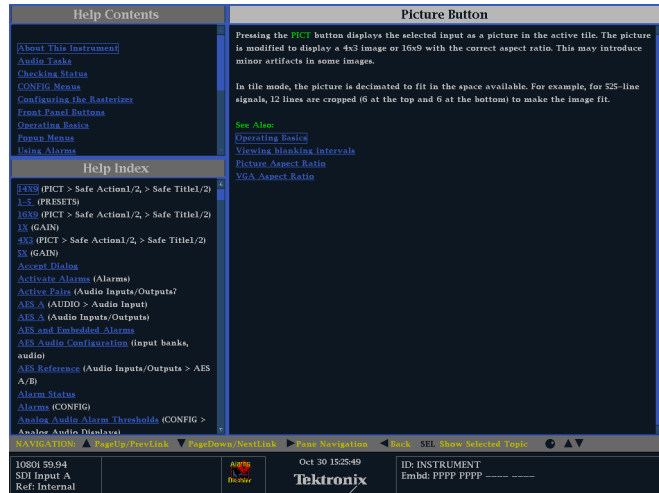 Help Contents
About This Instrument
Audio Tasks
Checking Status
CONFIG Menus
Configuring the Rasterizer
Front Panel Buttons
Operating Basics
Popup Menus
Using Alarms
Help Index
14X9 (PICT > Safe Action1/2, > Safe Title1/2)
1-5 (PRESETS)
16X9 (PICT > Safe Action1/2, > Safe Title1/2)
1X (GAIN)
4X3 (PICT > Safe Action1/2, > Safe Title1/2)
5X (GAIN)
Accept Dialog
Activate Alarms (Alarms)
Active Pairs (Audio Inputs/Outputs?
AES A (AUDIO > Audio Input)
AES A (Audio Inputs/Outputs)
AES and Embedded Alarms
AES Audio Configuration (input banks,
audio)
AES Reference (Audio Inputs/Outputs > AES
A/B)
Alarm Status
Alarms (CONFIG)
Analog Audio Alarm Thresholds (CONFIG >
Analog Audio Displays)
Picture Button
Pressing the PICT button displays the selected input as a picture in the active tile. The picture
is modified to display a 4x3 image or 16x9 with the correct aspect ratio. This may introduce
minor artifacts in some images.
In tile mode, the picture is decimated to fit in the space available. For example, for 525-line
signals, 12 lines are cropped (6 at the top and 6 at the bottom) to make the image fit.
See Also:
Operating Basics
Viewing blanking intervals
Picture Aspect Ratio
VGA Aspect Ratio
NAVIGATION: ▲ PageUp/PrevLink ▼ PageDown/NextLink ▶ Pane Navigation ◀ Back SEL Show Selected Topic ▲▼
1080i 59.94
SDI Input A
Ref: Internal
Alarms
Disabled
Oct 30 15:25:49
Tektronix
ID: INSTRUMENT
Embd: PPPP PPPP ---- ----